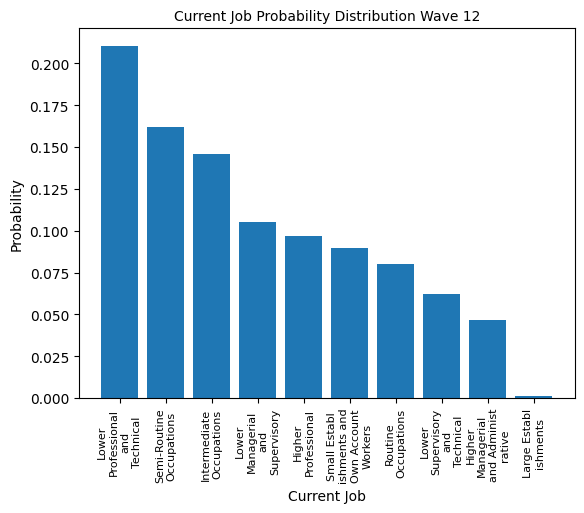 Current Job Probability Distribution Wave 12
Probability
0.200
0.175
0.150
0.125
0.100
0.075
0.050
0.025
0.000
Lower
Professional
and
Technical
Semi-Routine
Occupations
Intermediate
Occupations
Lower
Managerial
and
Supervisory
Higher
Professional
Small Establ
ishments and
Own Account
Workers
Routine
Occupations
Lower
Supervisory
and
Technical
Higher
Managerial
and Administ
rative
Large Establ
ishments
Current Job